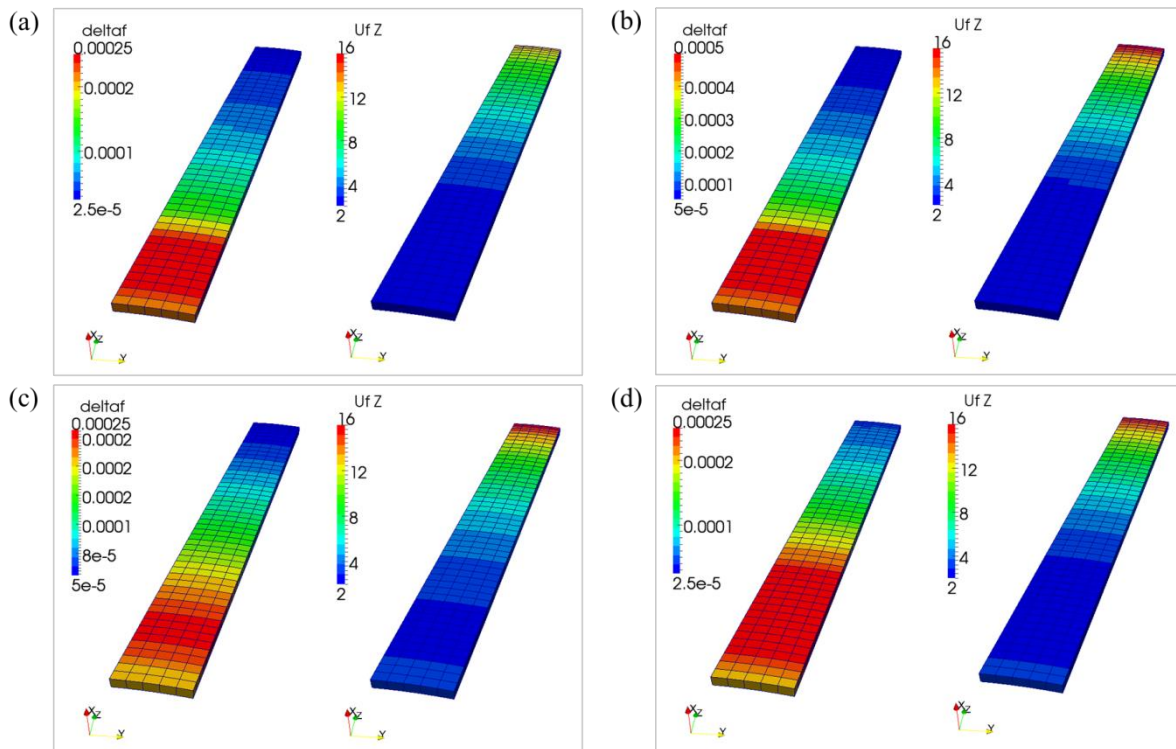 (a)
deltaf
0.00025
0.0002
0.0001
2.5e-5
Uf Z
16
12
8
4
2
X
Z
Y
X
Z
Y
(b)
deltaf
0.0005
0.0004
0.0003
0.0002
0.0001
5e-5
Uf Z
16
12
8
4
2
X
Z
Y
X
Z
Y
(c)
deltaf
0.00025
0.0002
0.0002
0.0001
8e-5
5e-5
Uf Z
16
12
8
4
2
X
Z
Y
X
Z
Y
(d)
deltaf
0.00025
0.0002
0.0001
2.5e-5
Uf Z
16
12
8
4
2
X
Z
Y
X
Z
Y